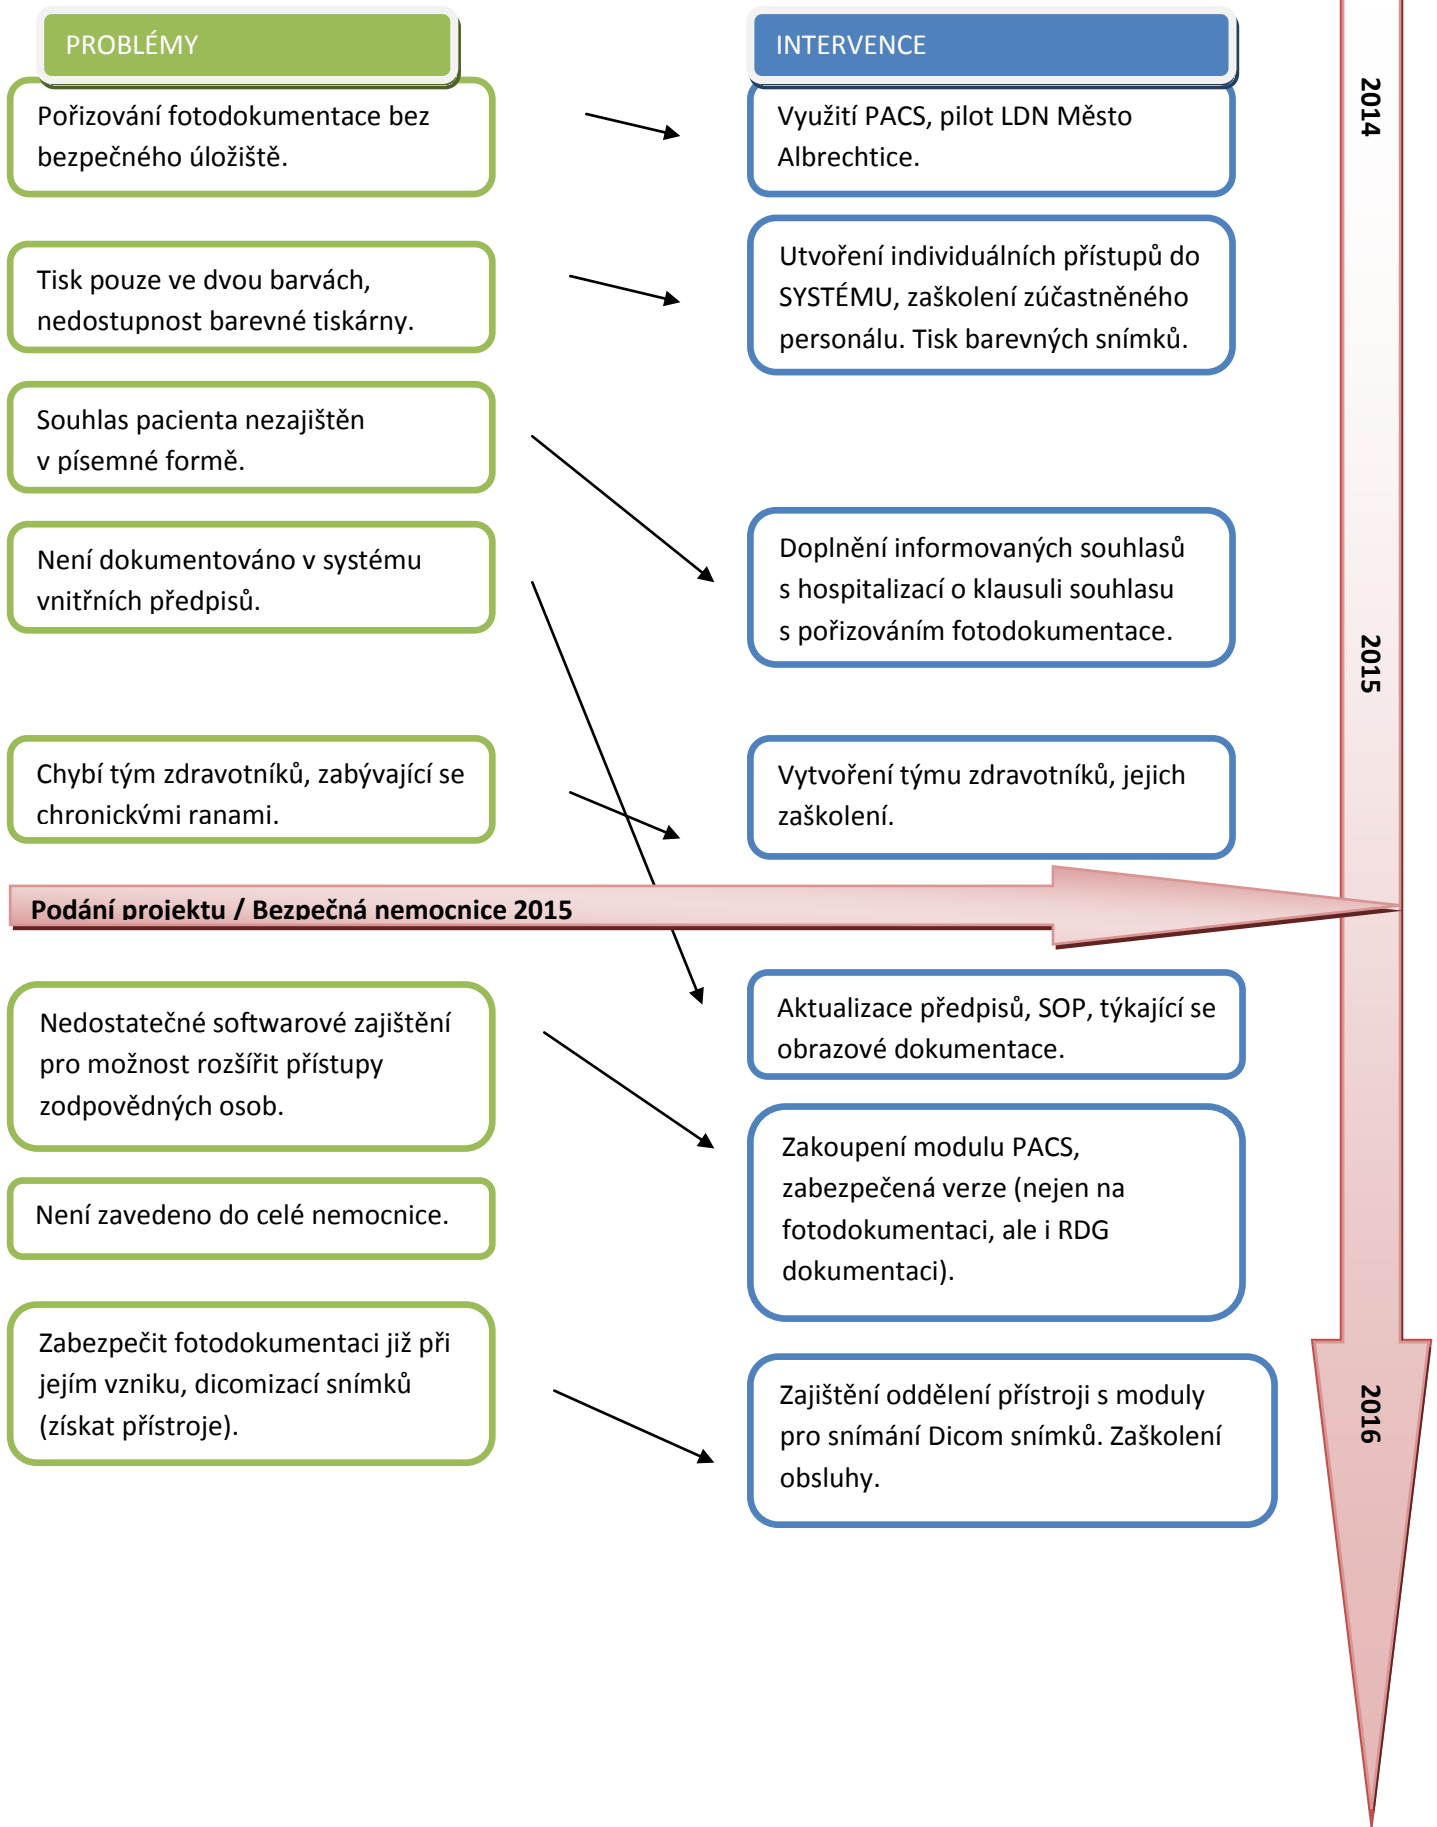 PROBLÉMY
Pořizování fotodokumentace bez
bezpečného úložiště.
Tisk pouze ve dvou barvách,
nedostupnost barevné tiskárny.
Souhlas pacienta nezajištěn
v písemné formě.
Není dokumentováno v systému
vnitřních předpisů.
Chybí tým zdravotníků, zabývající se
chronickými ranami.
INTERVENCE
Využití PACS, pilot LDN Město
Albrechtice.
Utvoření individuálních přístupů do
SYSTÉMU, zaškolení zúčastněného
personálu. Tisk barevných snímků.
Doplnění informovaných souhlasů
s hospitalizací o klausuli souhlasu
s pořizováním fotodokumentace.
Vytvoření týmu zdravotníků, jejich
zaškolení.
Podání projektu / Bezpečná nemocnice 2015
Nedostatečné softwarové zajištění
pro možnost rozšířit přístupy
zodpovědných osob.
Není zavedeno do celé nemocnice.
Zabezpečit fotodokumentaci již při
jejím vzniku, dicomizací snímků
(získat přístroje).
Aktualizace předpisů, SOP, týkající se
obrazové dokumentace.
Zakoupení modulu PACS,
zabezpečená verze (nejen na
fotodokumentaci, ale i RDG
dokumentaci).
Zajištění oddělení přístroji s moduly
pro snímání Dicom snímků. Zaškolení
obsluhy.
2014
2015
2016